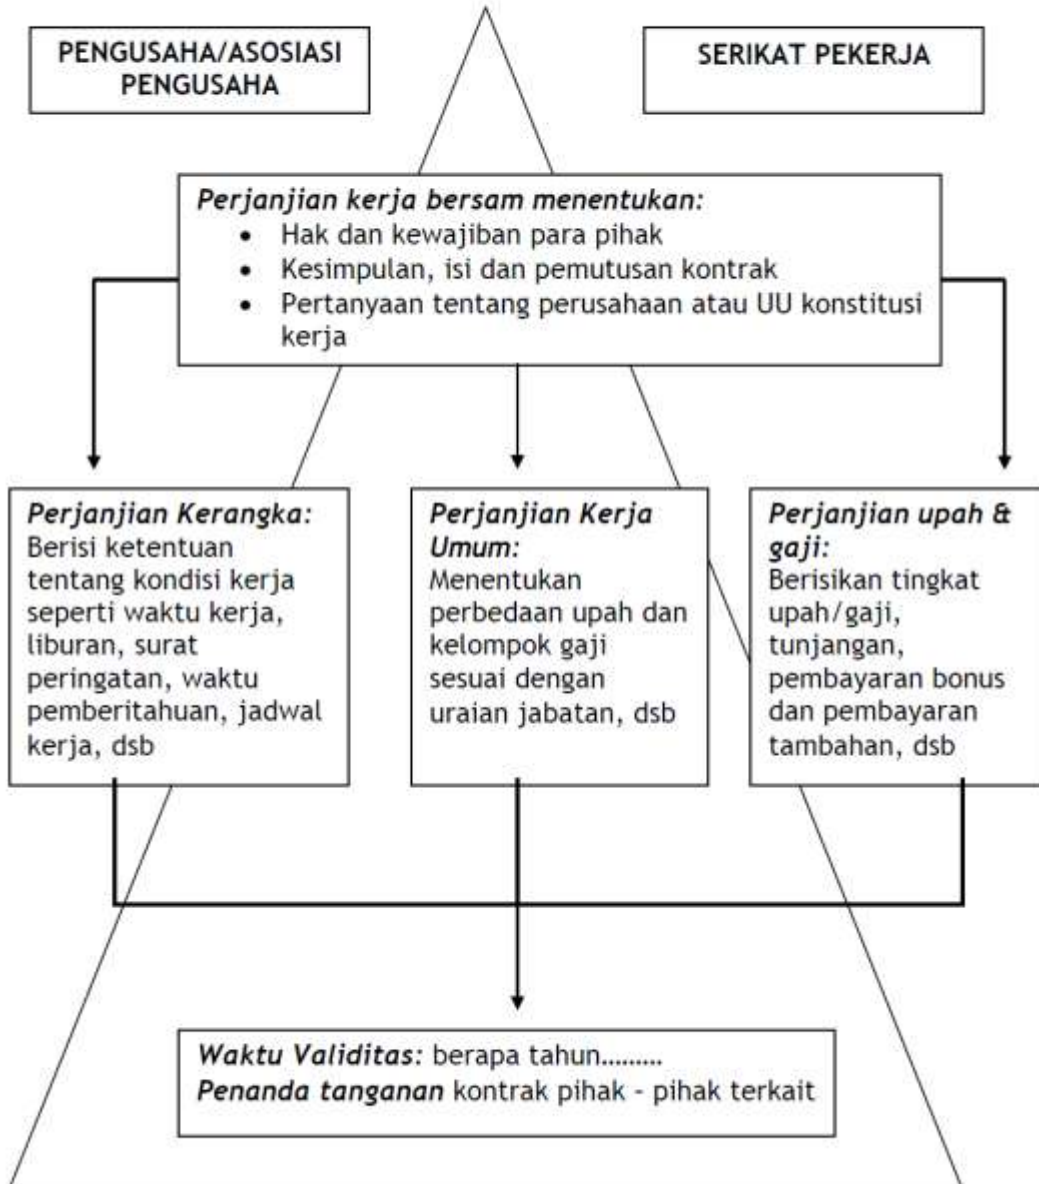 PENGUSAHA/ASOSIASI
PENGUSAHA
SERIKAT PEKERJA
Perjanjian kerja bersam menentukan:
• Hak dan kewajiban para pihak
• Kesimpulan, isi dan pemutusan kontrak
• Pertanyaan tentang perusahaan atau UU konstitusi
kerja
Perjanjian Kerangka:
Berisi ketentuan
tentang kondisi kerja
seperti waktu kerja,
liburan, surat
peringatan, waktu
pemberitahuan, jadwal
kerja, dsb
Perjanjian Kerja
Umum:
Menentukan
perbedaan upah dan
kelompok gaji
sesuai dengan
uraian jabatan, dsb
Perjanjian upah &
gaji:
Berisikan tingkat
upah/gaji,
tunjangan,
pembayaran bonus
dan pembayaran
tambahan, dsb
Waktu Validitas: berapa tahun.........
Penanda tanganan kontrak pihak - pihak terkait